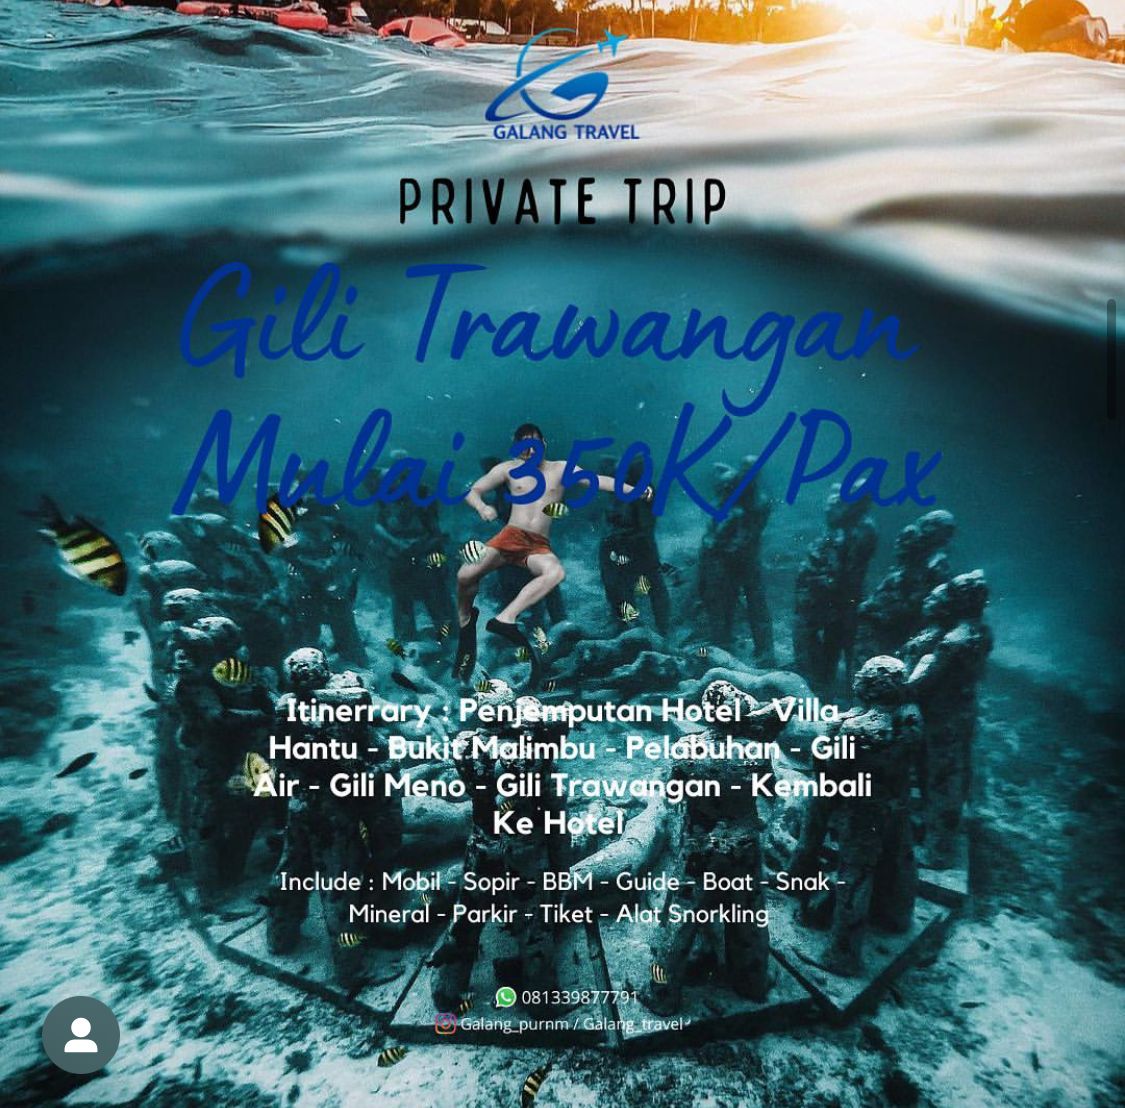 GALANG TRAVEL
PRIVATE TRIP
Gili Trawangan
Mulai 350K/Pax
Itinerrary : Penjemputan Hotel - Villa
Hantu - Bukit Malimbu - Pelabuhan - Gili
Air - Gili Meno - Gili Trawangan - Kembali
Ke Hotel
Include : Mobil - Sopir - BBM - Guide - Boat - Snak -
Mineral - Parkir - Tiket - Alat Snorkling
081339877791
Galang_purnm / Galang_travel